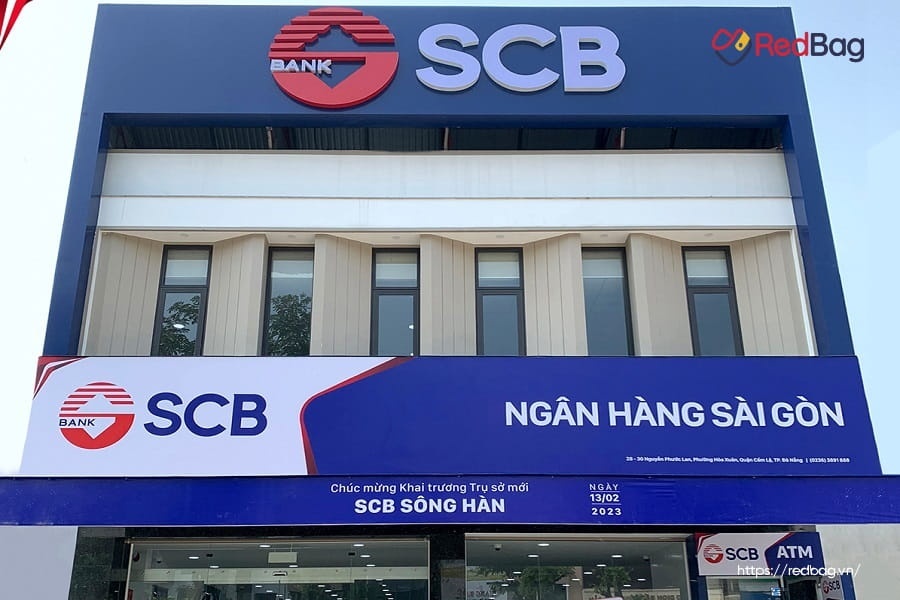 BANK
SCB
RedBag
BANK
SCB
NGÂN HÀNG SÀI GÒN
28 - 30 Nguyễn Phước Lan, Phường Hòa Xuân, Quận Cẩm Lệ, TP. Đà Nẵng | (0236) 3691 688
Chúc mừng Khai trương Trụ sở mới
SCB SÔNG HÀN
NGÀY
13/02
2023
SCB
ATM
https://redbag.vn/
SCB